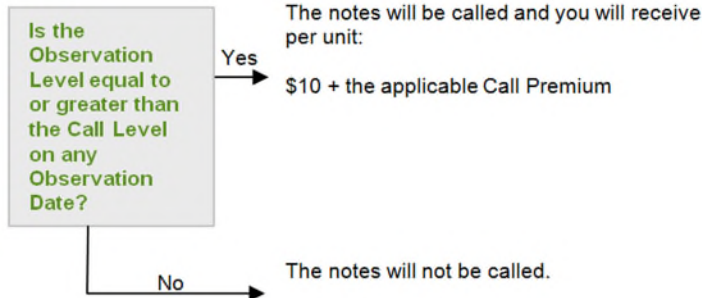 Is the
Observation
Level equal to
or greater than
the Call Level
on any
Observation
Date?
Yes
The notes will be called and you will receive
per unit:
$10 + the applicable Call Premium
No
The notes will not be called.